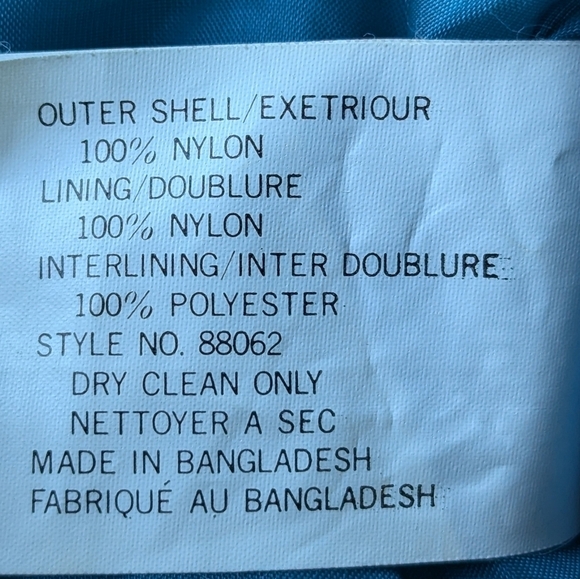 OUTER SHELL/EXETRIOUR
100% NYLON
LINING/DOUBLURE
100% NYLON
INTERLINING/INTER DOUBLURE
100% POLYESTER
STYLE NO. 88062
DRY CLEAN ONLY
NETTOYER A SEC
MADE IN BANGLADESH
FABRIQUÉ AU BANGLADESH